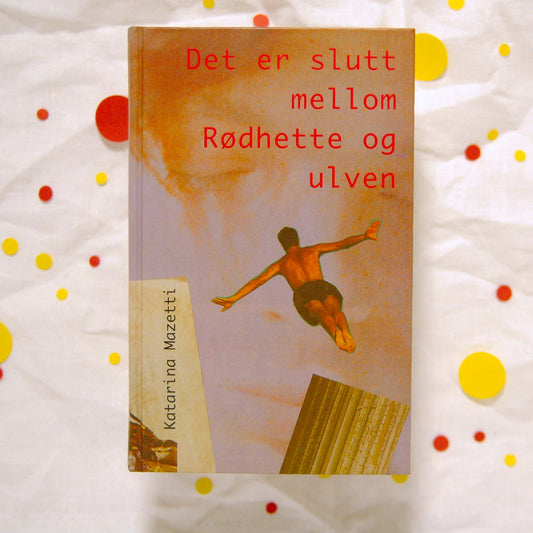 Det er slutt
mellom
Rødhette og
ulven
Katarina Mazetti